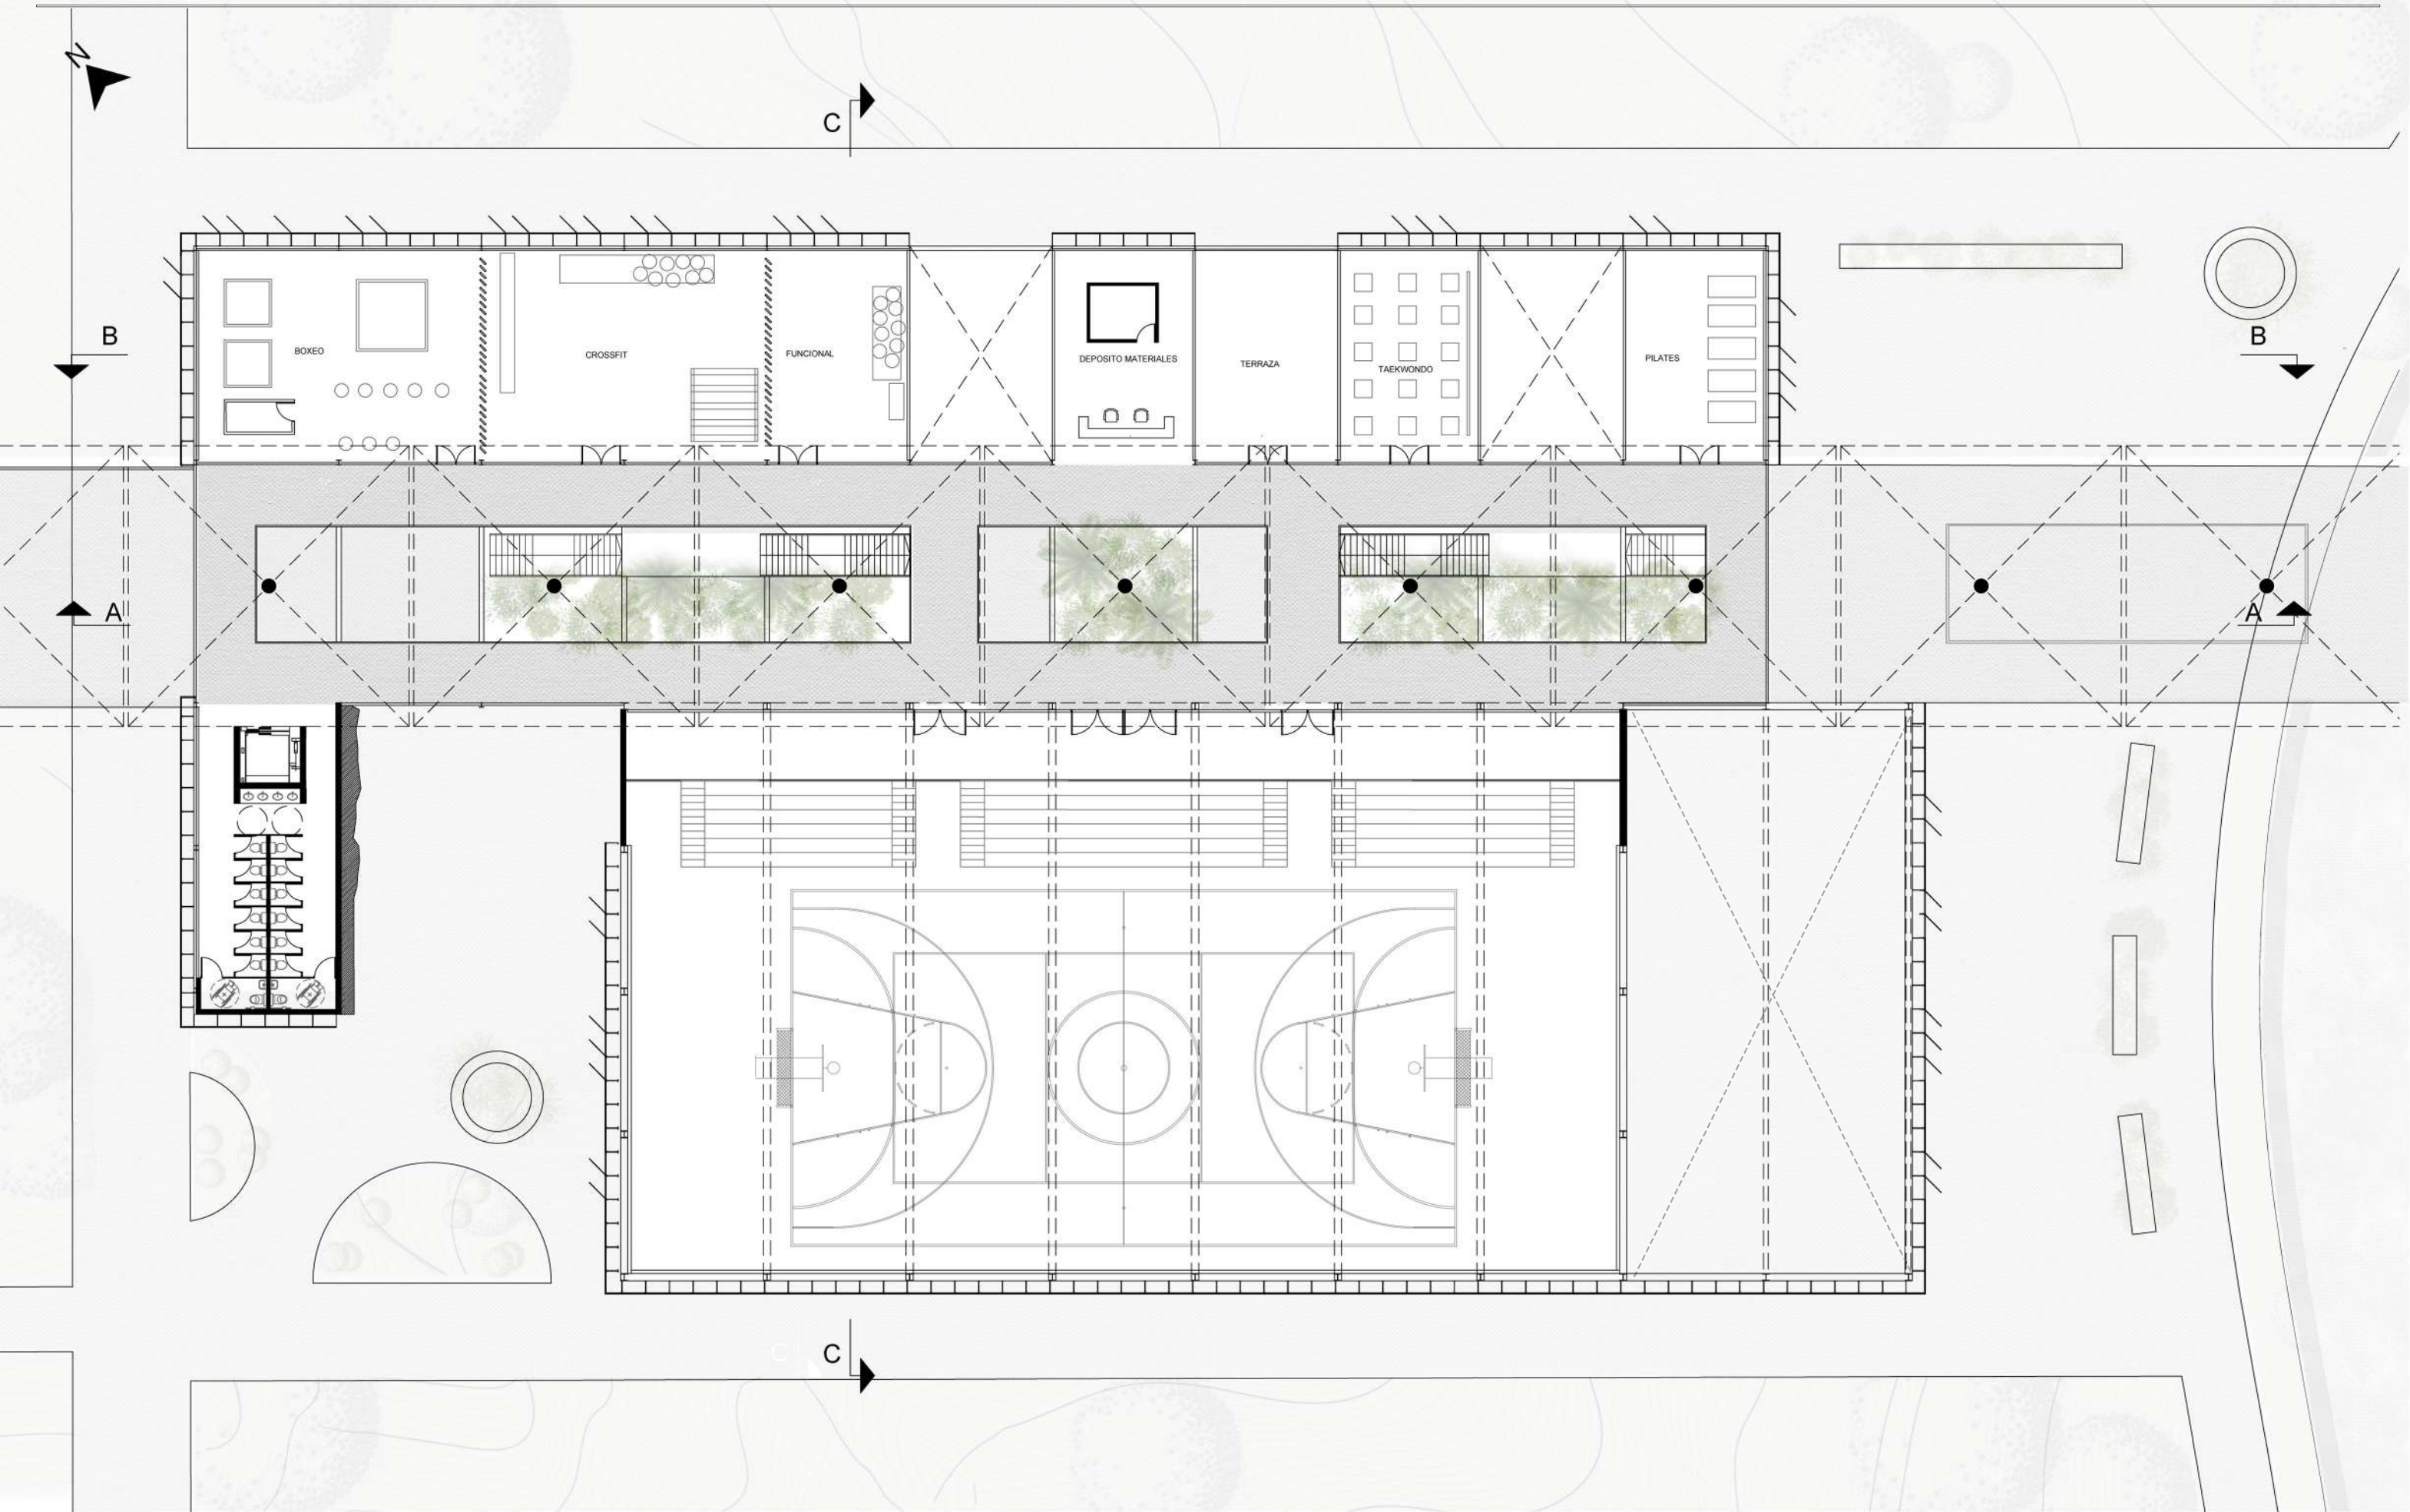 N
C
B
B
BOXEO
CROSSFIT
FUNCIONAL
DEPOSITO MATERIALES
TERRAZA
TAEKWONDO
PILATES
A
A
C
C